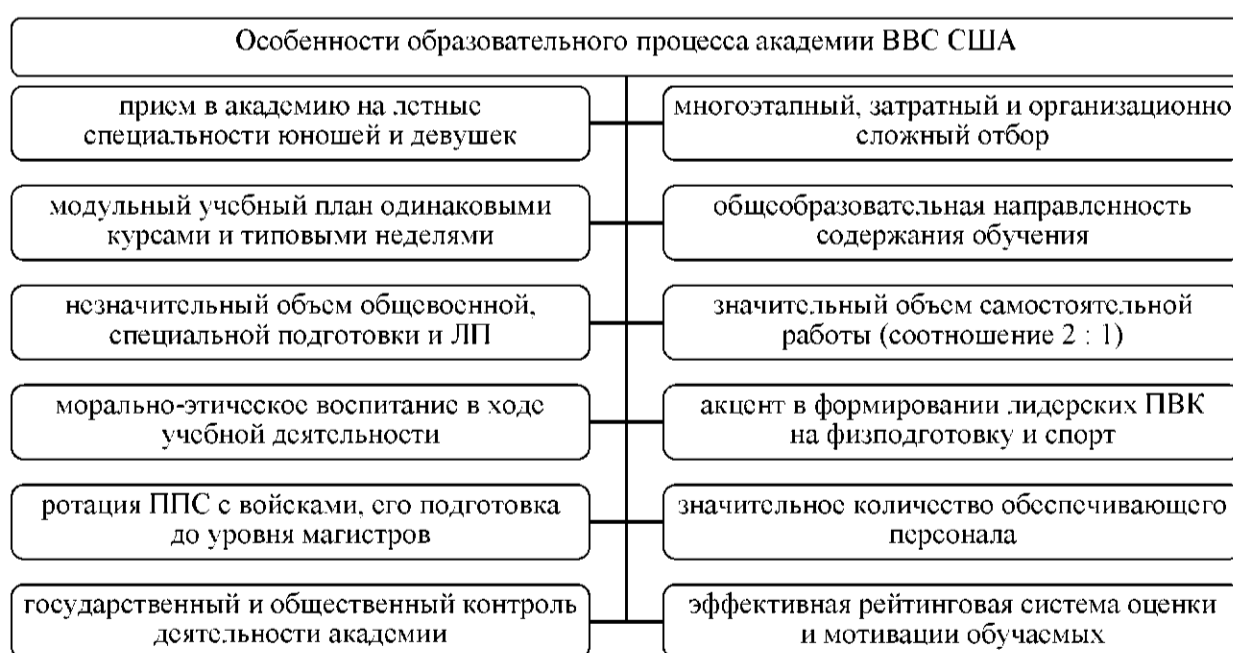 Особенности образовательного процесса академии ВВС США
прием в академию на летные
специальности юношей и девушек
многоэтапный, затратный и организационно
сложный отбор
модульный учебный план одинаковыми
курсами и типовыми неделями
общеобразовательная направленность
содержания обучения
незначительный объем общевоенной,
специальной подготовки и ЛП
значительный объем самостоятельной
работы (соотношение 2 : 1)
морально-этическое воспитание в ходе
учебной деятельности
акцент в формировании лидерских ПВК
на физподготовку и спорт
ротация ППС с войсками, его подготовка
до уровня магистров
значительное количество обеспечивающего
персонала
государственный и общественный контроль
деятельности академии
эффективная рейтинговая система оценки
и мотивации обучаемых